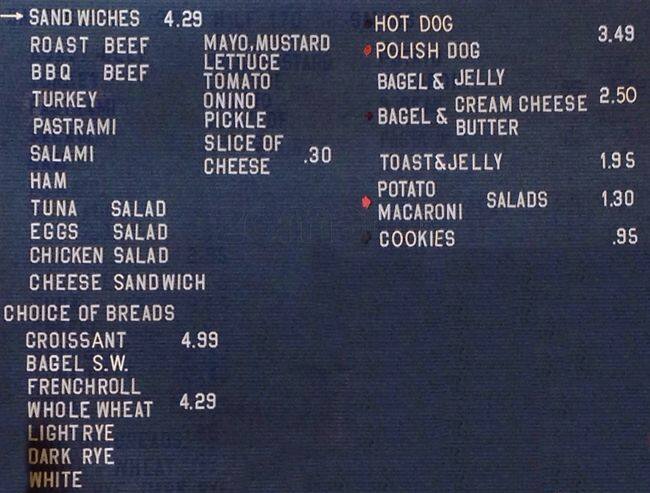 SANDWICHES 4.29
ROAST BEEF
BBQ BEEF
TURKEY
PASTRAMI
SALAMI
HAM
TUNA SALAD
EGGS SALAD
CHICKEN SALAD
CHEESE SANDWICH
MAYO,MUSTARD
LETTUCE
TOMATO
ONINO
PICKLE
SLICE OF
CHEESE .30
CHOICE OF BREADS
CROISSANT 4.99
BAGEL S.W.
FRENCHROLL
WHOLE WHEAT 4.29
LIGHT RYE
DARK RYE
WHITE
HOT DOG
POLISH DOG 3.49
BAGEL & JELLY
BAGEL & CREAM CHEESE 2.50
BUTTER
TOAST&JELLY 1.95
POTATO
MACARONI SALADS 1.30
COOKIES .95